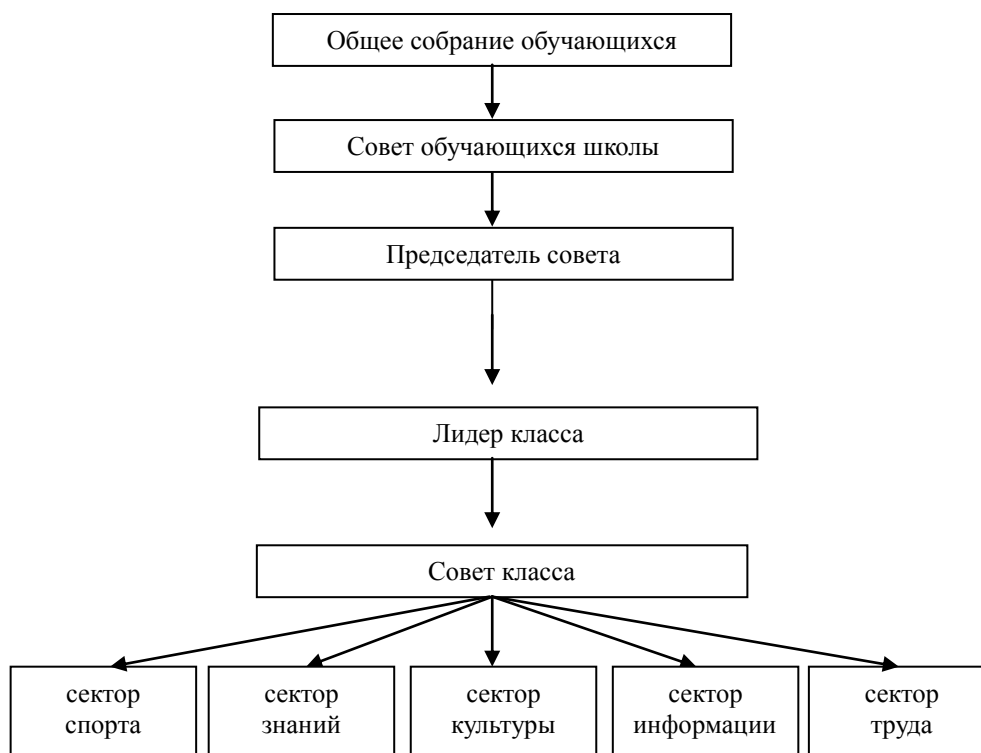 Общее собрание обучающихся
Совет обучающихся школы
Председатель совета
Лидер класса
Совет класса
сектор
спорта
сектор
знаний
сектор
культуры
сектор
информации
сектор
труда